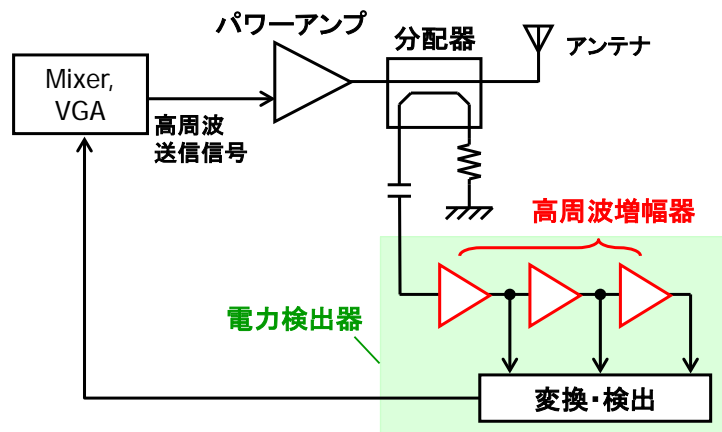 パワーアンプ
分配器
アンテナ
Mixer,
VGA
高周波
送信信号
高周波増幅器
電力検出器
変換・検出